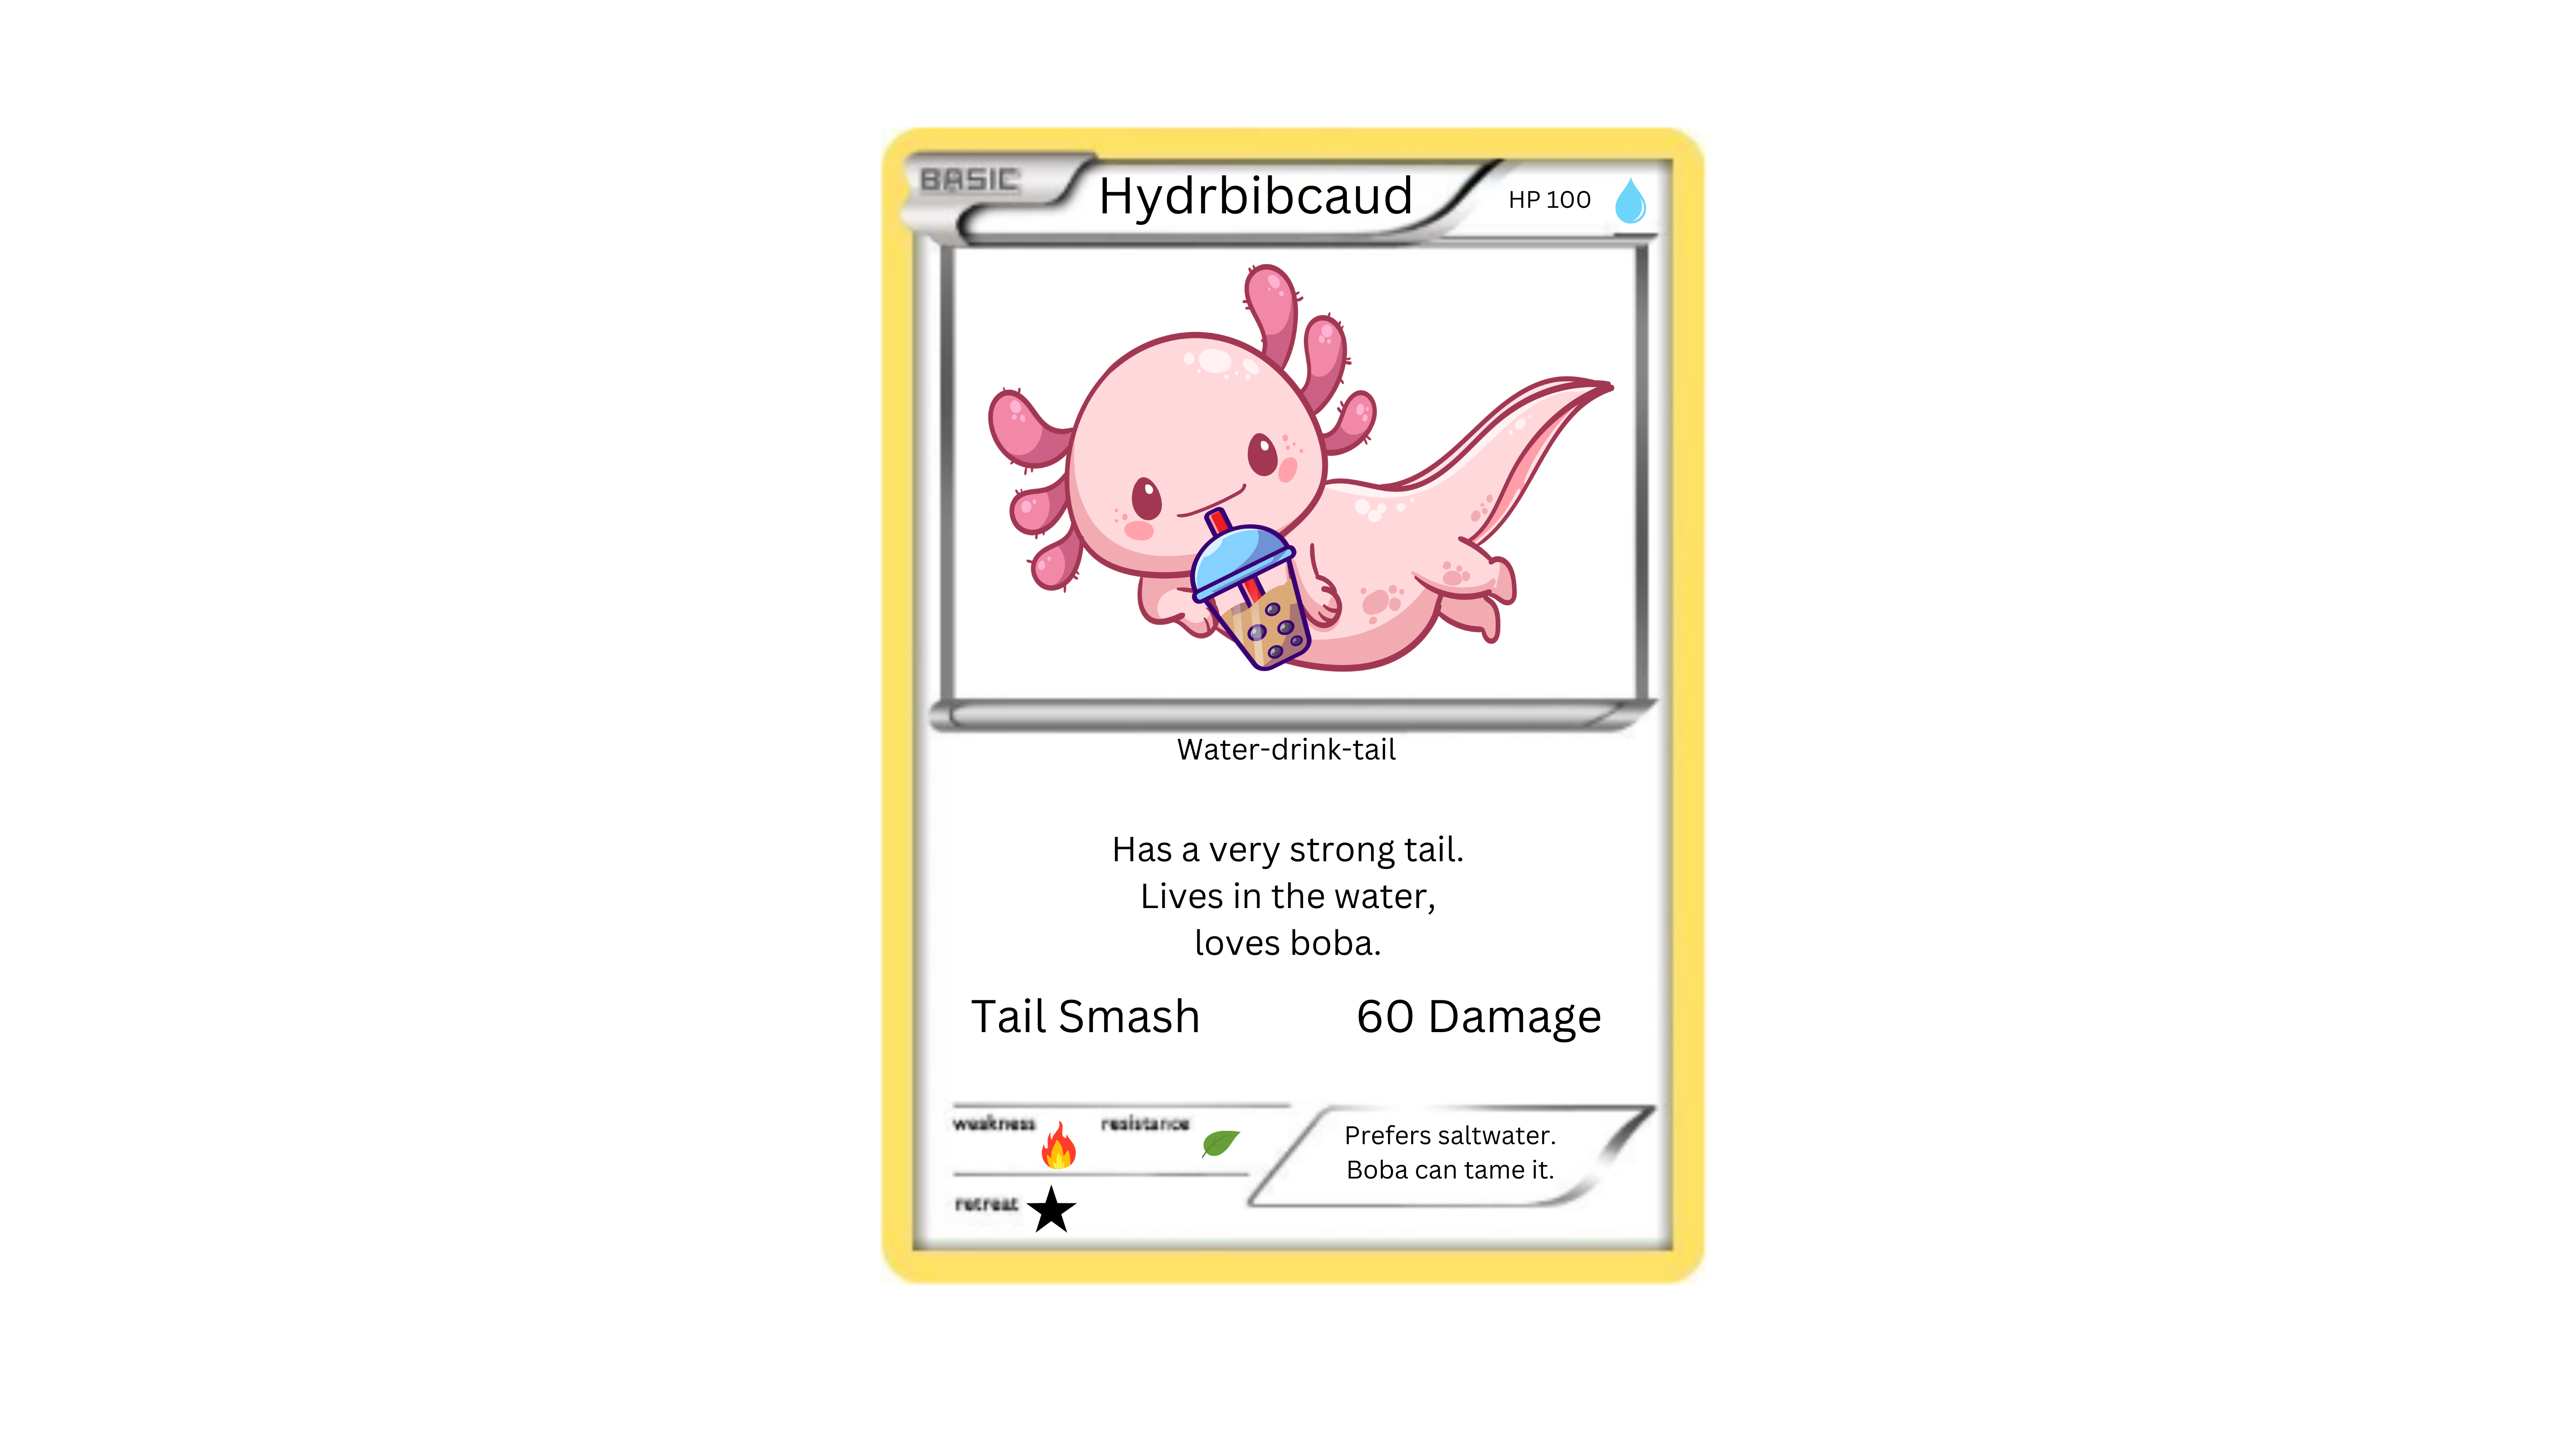 BASIC
Hydrbibcaud
HP 100
Water-drink-tail
Has a very strong tail.
Lives in the water,
loves boba.
Tail Smash 60 Damage
weakness resistance
Prefers saltwater.
Boba can tame it.
retreat